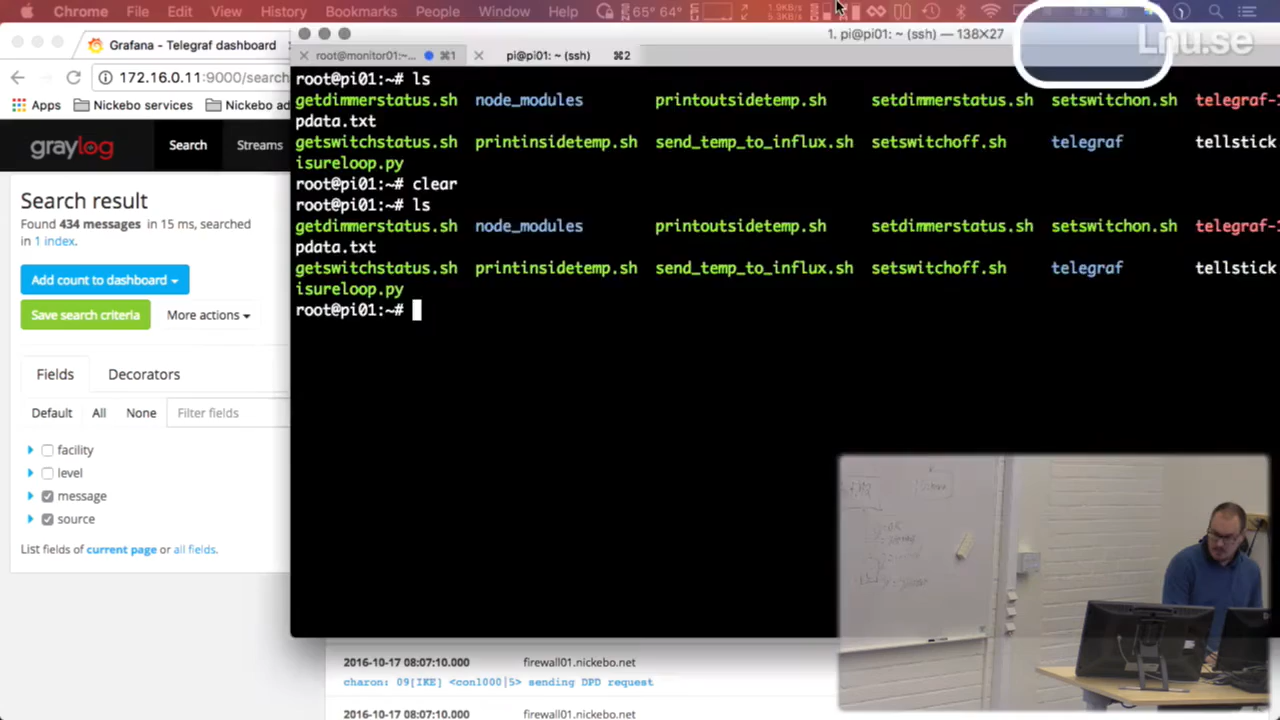 Chrome File Edit View History Bookmarks People Window Help 65° 64° 1.9KB/s 5.3KB/s
Lnu.se
Grafana - Telegraf dashboard
172.16.0.11:9000/search
Apps Nickebo services Nickebo ad
graylog Search Streams
Search result
Found 434 messages in 15 ms, searched
in 1 index.
Add count to dashboard
Save search criteria More actions
Fields Decorators
Default All None Filter fields
facility
level
message
source
List fields of current page or all fields.
1. pi@pi01: ~ (ssh) — 138×27
root@monitor01:~... ⌘1 pi@pi01: ~ (ssh) ⌘2
root@pi01:~# ls
getdimmerstatus.sh node_modules printoutsidetemp.sh setdimmerstatus.sh setswitchon.sh telegraf-1
pdata.txt
getswitchstatus.sh printinsidetemp.sh send_temp_to_influx.sh setswitchoff.sh telegraf tellstick
isureloop.py
root@pi01:~# clear
root@pi01:~# ls
getdimmerstatus.sh node_modules printoutsidetemp.sh setdimmerstatus.sh setswitchon.sh telegraf-1
pdata.txt
getswitchstatus.sh printinsidetemp.sh send_temp_to_influx.sh setswitchoff.sh telegraf tellstick
isureloop.py
root@pi01:~#
2016-10-17 08:07:10.000 firewall01.nickebo.net
charon: 09[IKE] <con1000|5> sending DPD request
2016-10-17 08:07:10.000 firewall01.nickebo.net